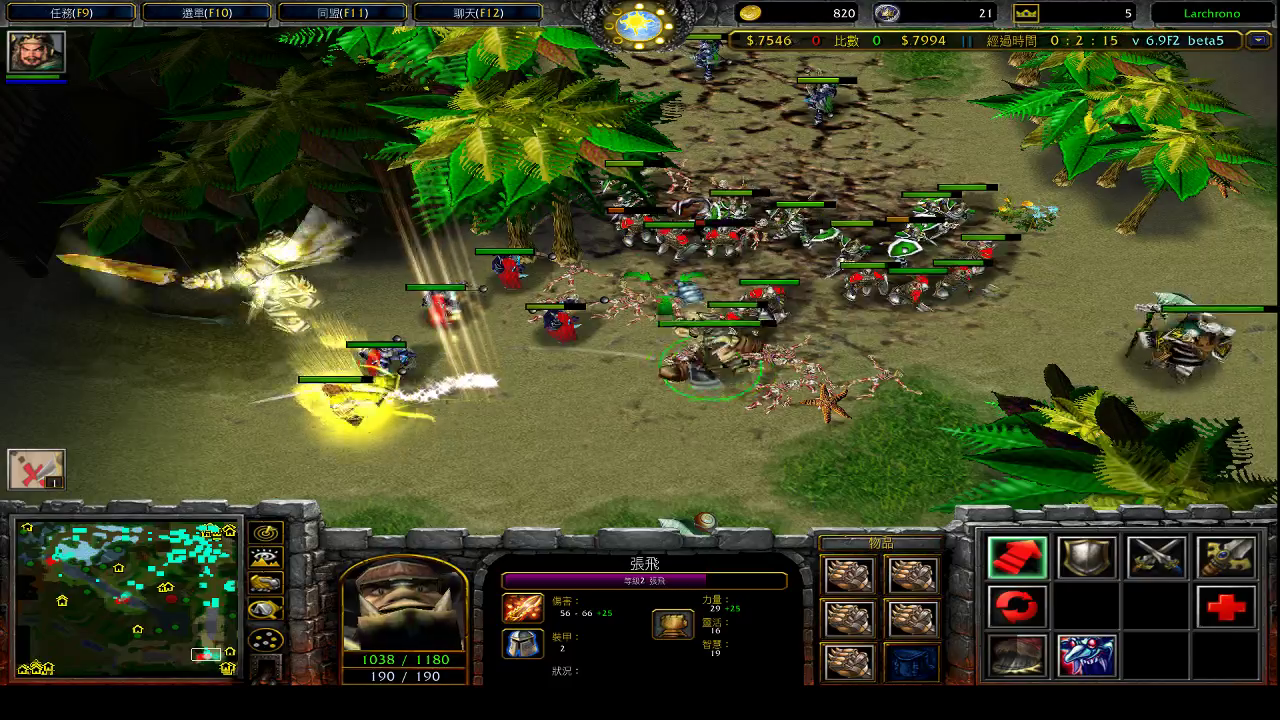 任務(F9) 選單(F10) 同盟(F11) 聊天(F12) 820 21 5 Larchrono
$7546 0 比數 0 $7994 || 經過時間 0 : 2 : 15 v 6.9F2 beta5
1
張飛
等級2 張飛
物品
傷害：
56 - 66 +25
裝甲：
2
狀況：
力量：
29 +25
靈活：
16
智慧：
19
1038 / 1180
190 / 190